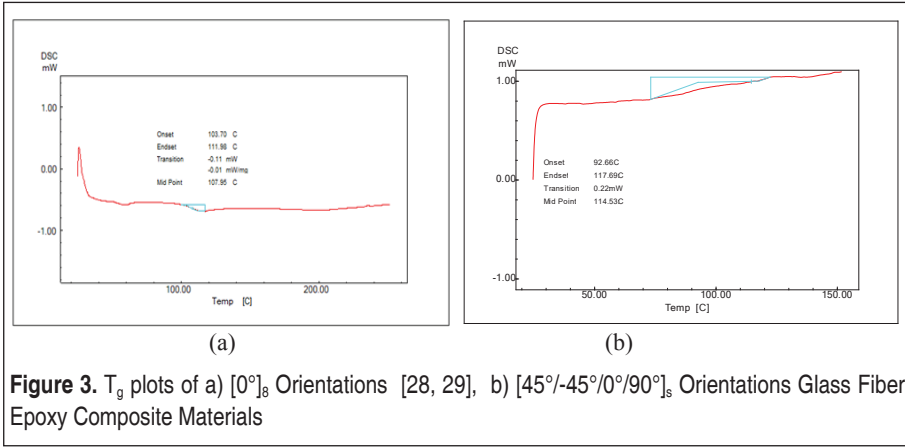 DSC
mW
1.00
0.00
-1.00
Onset 103.70 C
Endset 111.98 C
Transition -0.11 mW
-0.01 mW/mg
Mid Point 107.95 C
100.00 200.00
Temp [C]
(a)
DSC
mW
1.00
0.00
-1.00
Onset 92.66C
Endset 117.69C
Transition 0.22mW
Mid Point 114.53C
50.00 100.00 150.00
Temp [C]
(b)
Figure 3. Tg plots of a) [0°]8 Orientations [28, 29], b) [45°/-45°/0°/90°]s Orientations Glass Fiber
Epoxy Composite Materials